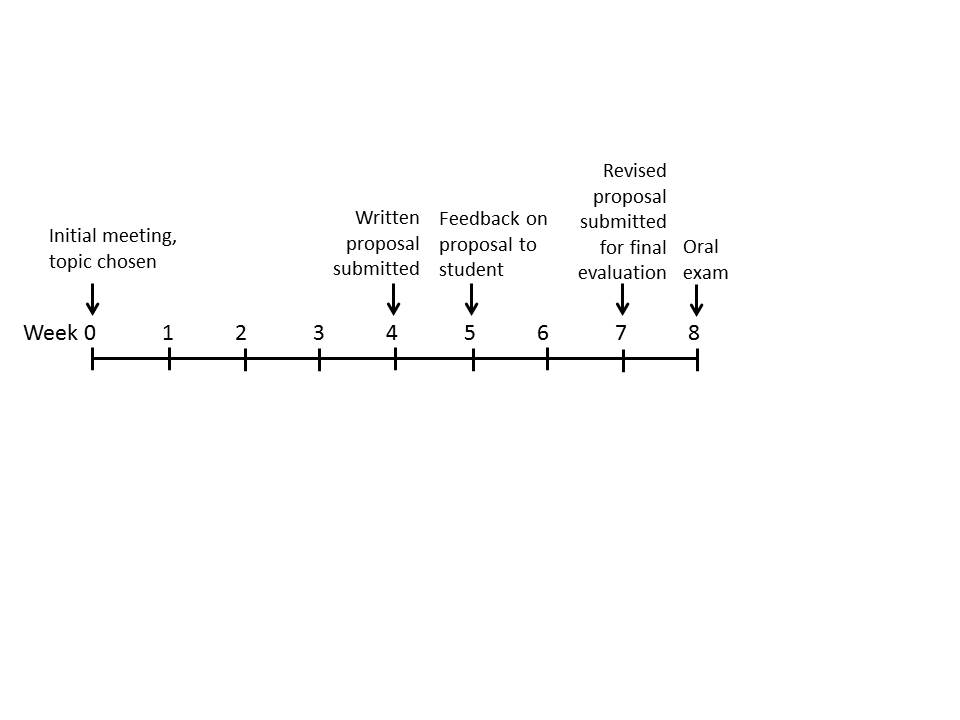 Initial meeting,
topic chosen
Written
proposal
submitted
Feedback on
proposal to
student
Revised
proposal
submitted
for final
evaluation
Oral
exam
Week 0 1 2 3 4 5 6 7 8